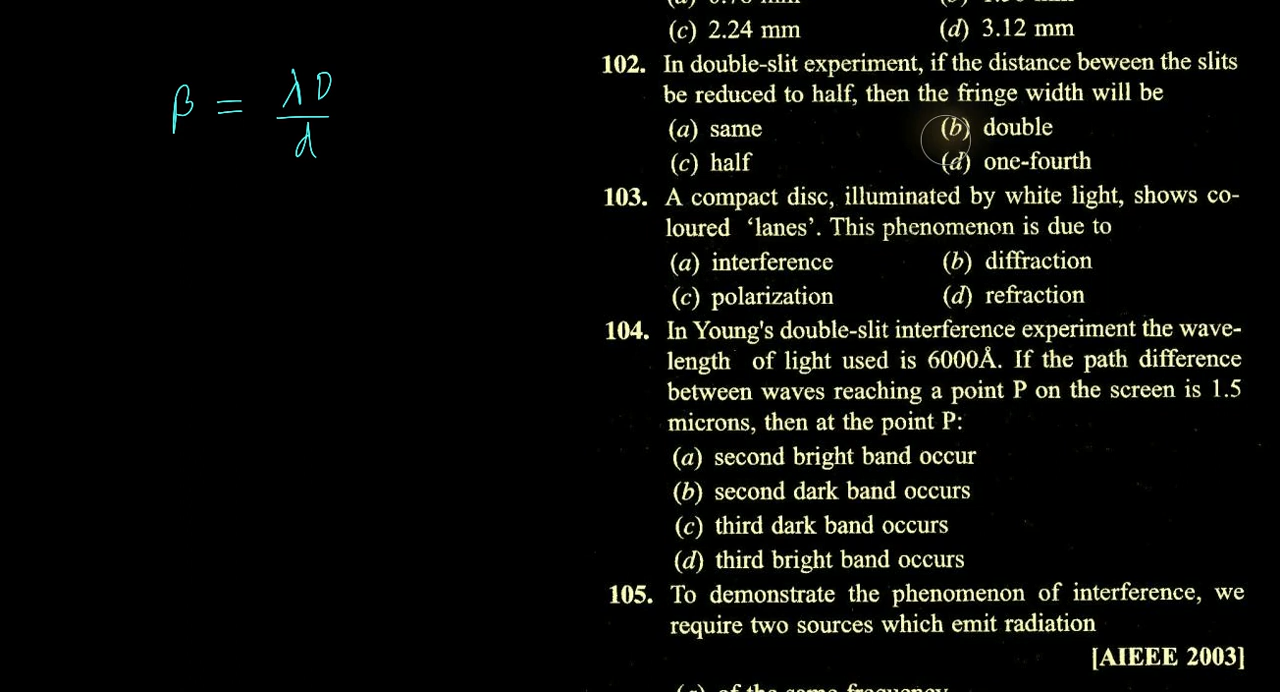 (c) 2.24 mm (d) 3.12 mm
β = λD/d
102. In double-slit experiment, if the distance beween the slits
be reduced to half, then the fringe width will be
(a) same (b) double
(c) half (d) one-fourth
103. A compact disc, illuminated by white light, shows co-
loured ‘lanes’. This phenomenon is due to
(a) interference (b) diffraction
(c) polarization (d) refraction
104. In Young's double-slit interference experiment the wave-
length of light used is 6000Å. If the path difference
between waves reaching a point P on the screen is 1.5
microns, then at the point P:
(a) second bright band occur
(b) second dark band occurs
(c) third dark band occurs
(d) third bright band occurs
105. To demonstrate the phenomenon of interference, we
require two sources which emit radiation
[AIEEE 2003]
of the same frequency